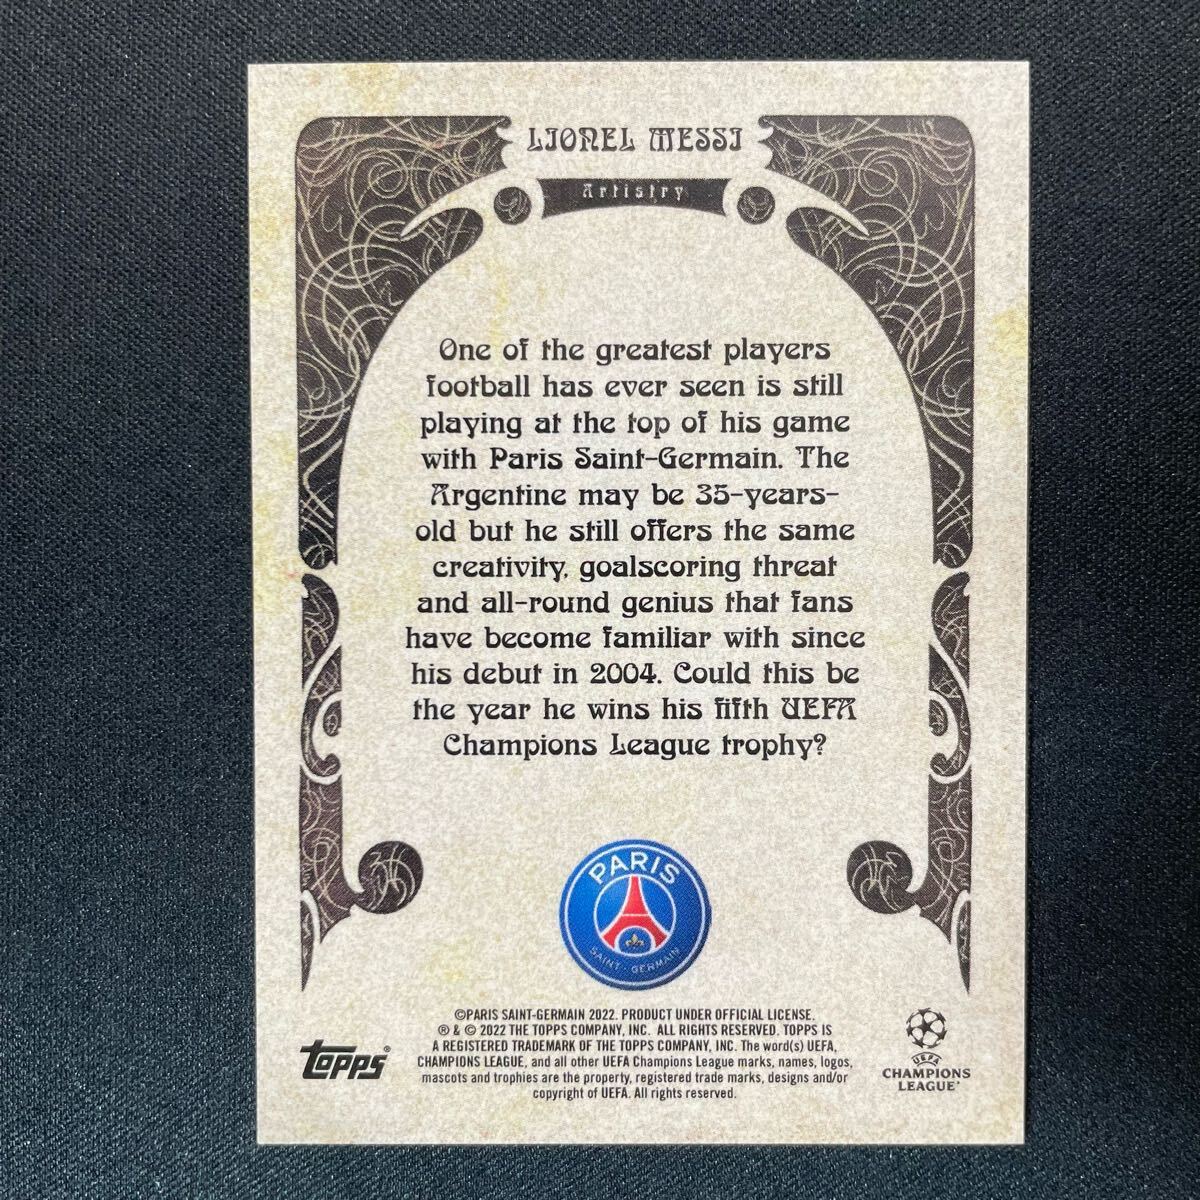 LIONEL MESSI
Artistry
One of the greatest players
football has ever seen is still
playing at the top of his game
with Paris Saint-Germain. The
Argentine may be 35-years-
old but he still offers the same
creativity, goalscoring threat
and all-round genius that fans
have become familiar with since
his debut in 2004. Could this be
the year he wins his fifth UEFA
Champions League trophy?
PARIS
SAINT-GERMAIN
©PARIS SAINT-GERMAIN 2022. PRODUCT UNDER OFFICIAL LICENSE.
® & © 2022 THE TOPPS COMPANY, INC. ALL RIGHTS RESERVED. TOPPS IS
A REGISTERED TRADEMARK OF THE TOPPS COMPANY, INC. The word(s) UEFA,
CHAMPIONS LEAGUE, and all other UEFA Champions League marks, names, logos,
mascots and trophies are the property, registered trade marks, designs and/or
copyright of UEFA. All rights reserved.
TOPPS®
UEFA
CHAMPIONS
LEAGUE®